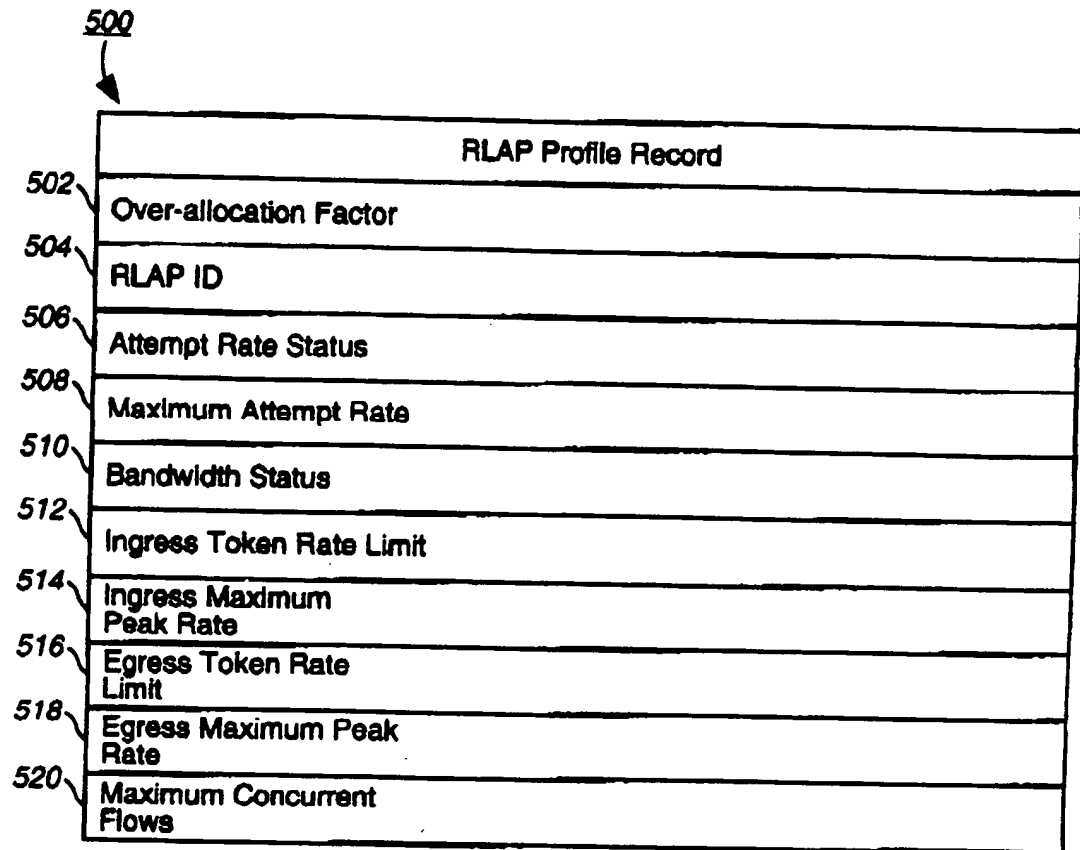 500
RLAP Profile Record
502
Over-allocation Factor
504
RLAP ID
506
Attempt Rate Status
508
Maximum Attempt Rate
510
Bandwidth Status
512
Ingress Token Rate Limit
514
Ingress Maximum
Peak Rate
516
Egress Token Rate
Limit
518
Egress Maximum Peak
Rate
520
Maximum Concurrent
Flows